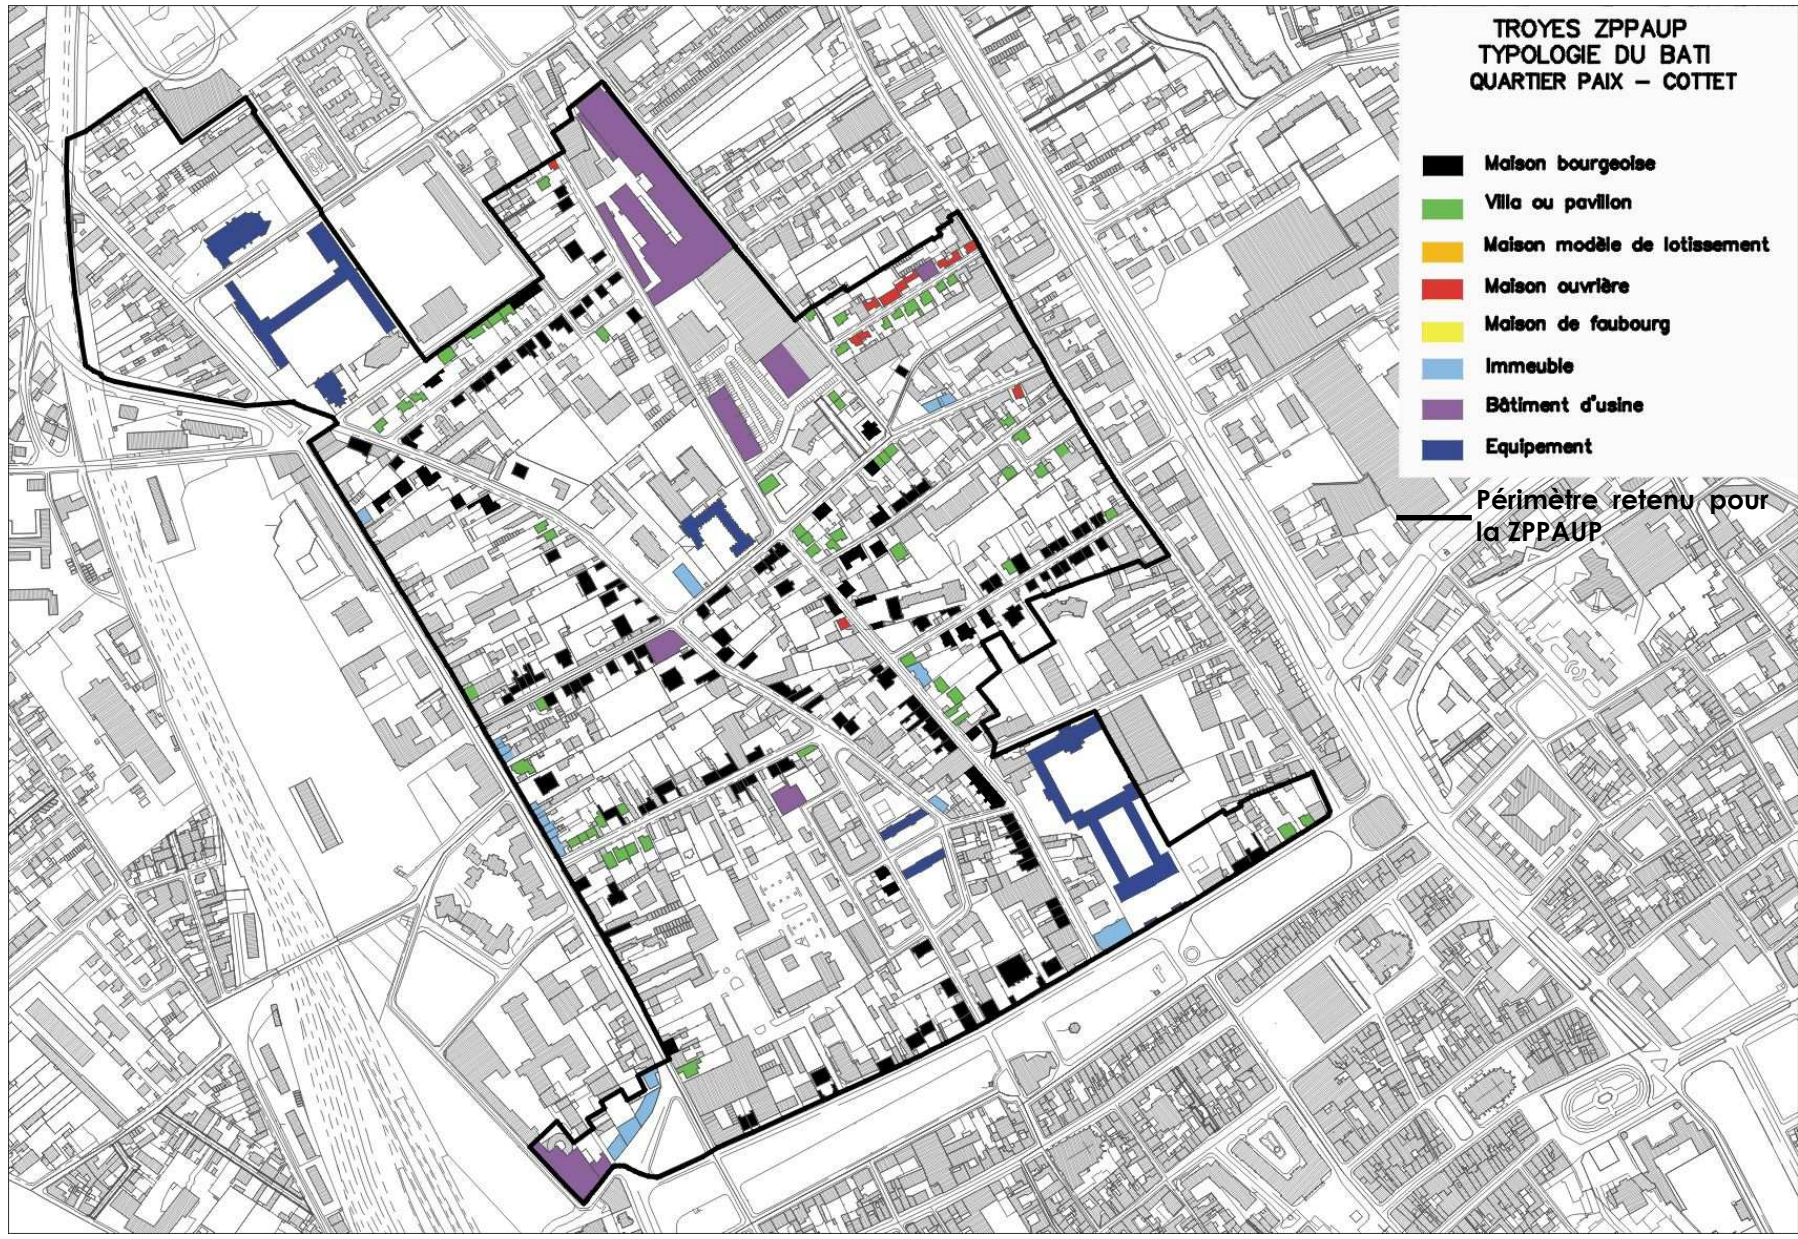 TROYES ZPPAUP
TYPOLOGIE DU BATI
QUARTIER PAIX – COTTET
Maison bourgeoise
Villa ou pavillon
Maison modèle de lotissement
Maison ouvrière
Maison de faubourg
Immeuble
Bâtiment d'usine
Equipement
Périmètre retenu pour
la ZPPAUP